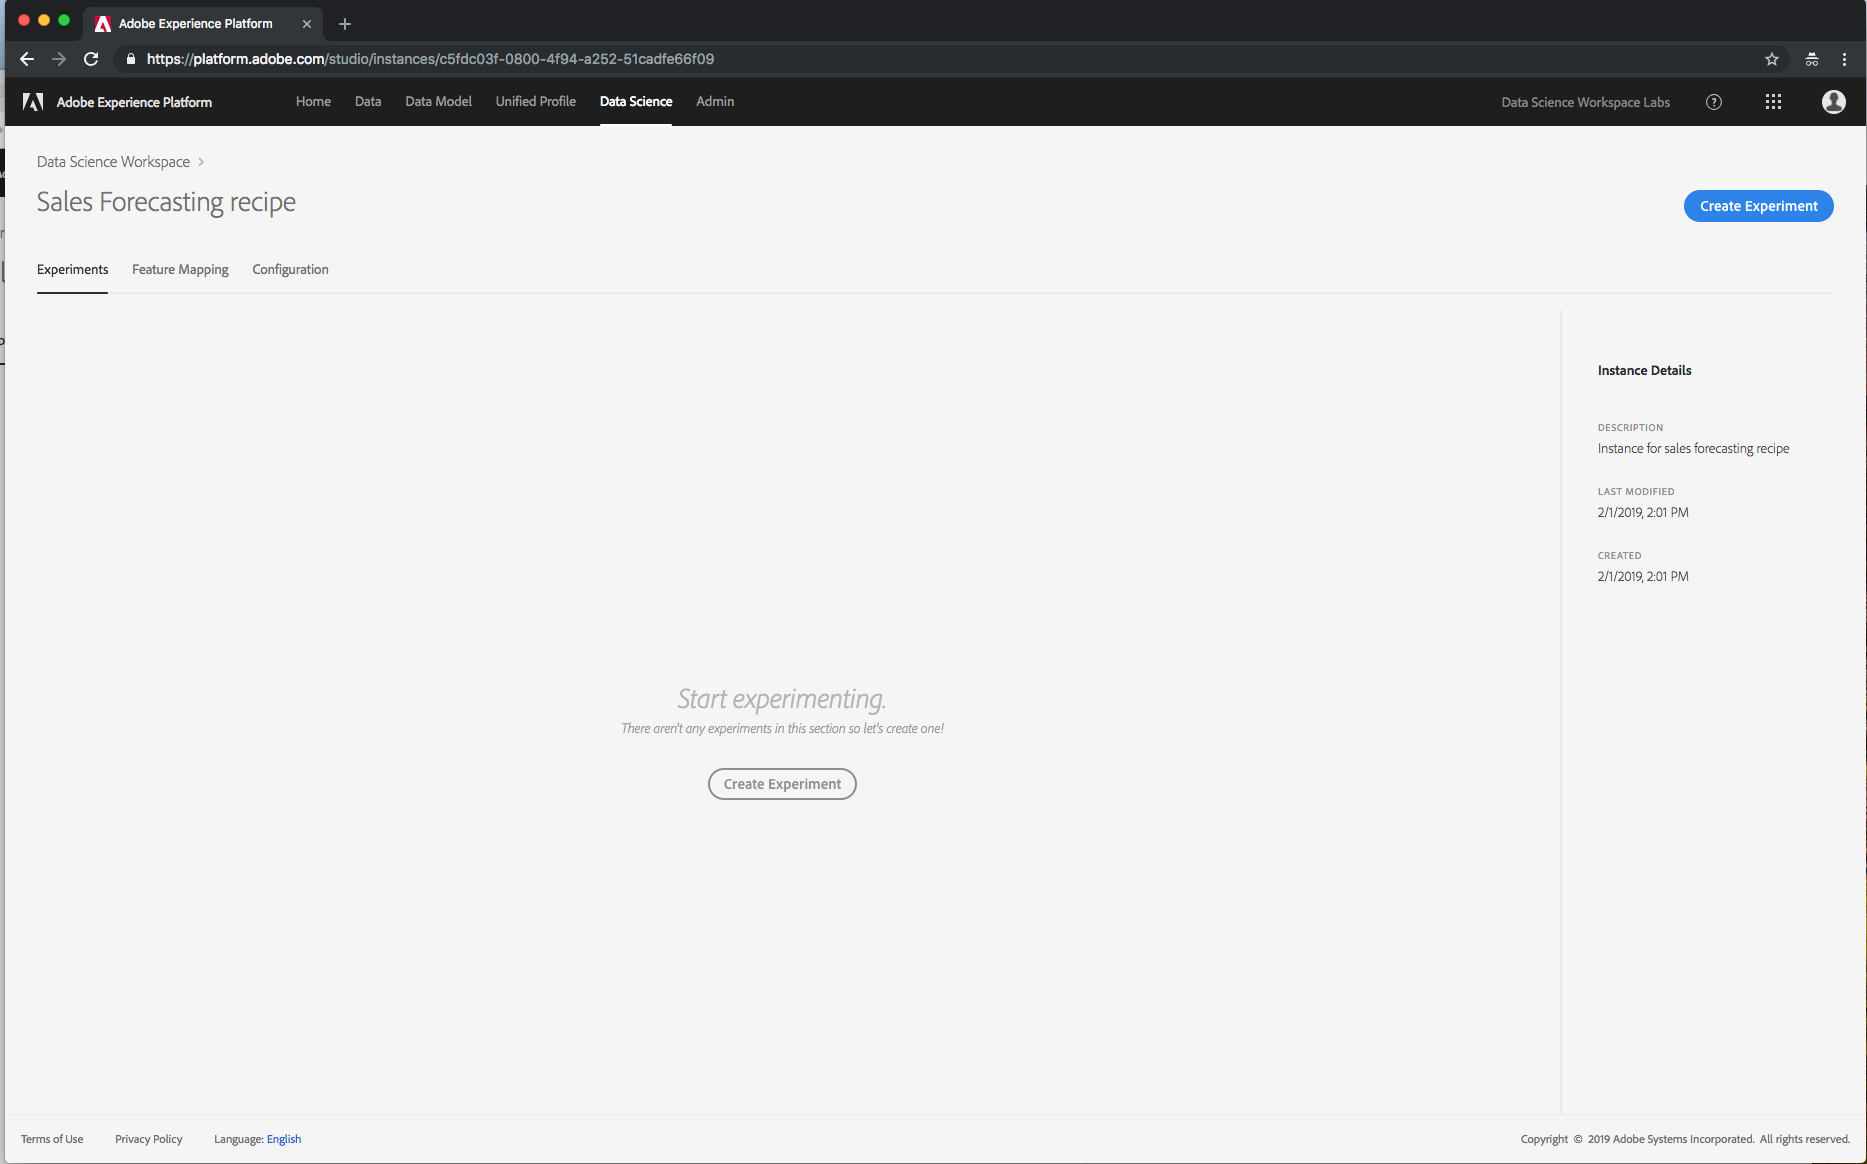 Adobe Experience Platform
https://platform.adobe.com/studio/instances/c5fdc03f-0800-4f94-a252-51cadfe66f09
Adobe Experience Platform Home Data Data Model Unified Profile Data Science Admin Data Science Workspace Labs
Data Science Workspace
Sales Forecasting recipe
Create Experiment
Experiments Feature Mapping Configuration
Instance Details
DESCRIPTION
Instance for sales forecasting recipe
LAST MODIFIED
2/1/2019, 2:01 PM
CREATED
2/1/2019, 2:01 PM
Start experimenting.
There aren't any experiments in this section so let's create one!
Create Experiment
Terms of Use Privacy Policy Language: English Copyright © 2019 Adobe Systems Incorporated. All rights reserved.